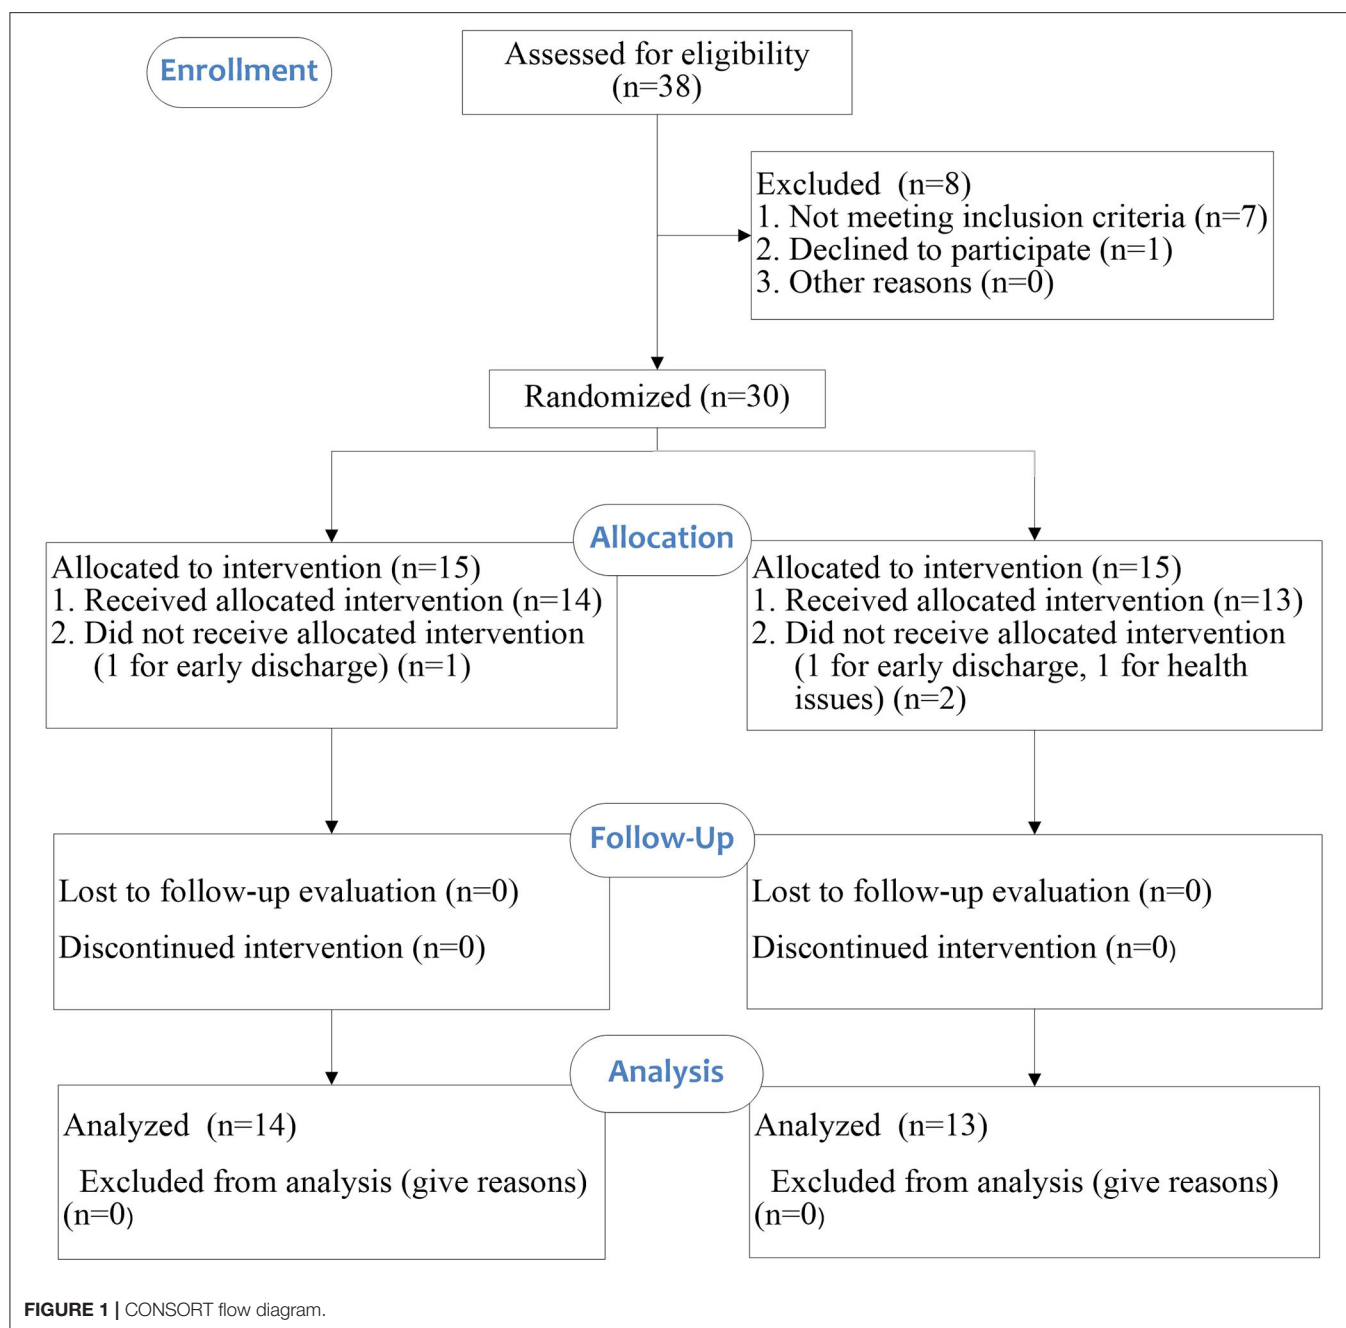 Enrollment
Assessed for eligibility
(n=38)
Excluded (n=8)
1. Not meeting inclusion criteria (n=7)
2. Declined to participate (n=1)
3. Other reasons (n=0)
Randomized (n=30)
Allocation
Allocated to intervention (n=15)
1. Received allocated intervention (n=14)
2. Did not receive allocated intervention
(1 for early discharge) (n=1)
Allocated to intervention (n=15)
1. Received allocated intervention (n=13)
2. Did not receive allocated intervention
(1 for early discharge, 1 for health
issues) (n=2)
Follow-Up
Lost to follow-up evaluation (n=0)
Discontinued intervention (n=0)
Lost to follow-up evaluation (n=0)
Discontinued intervention (n=0)
Analysis
Analyzed (n=14)
Excluded from analysis (give reasons)
(n=0)
Analyzed (n=13)
Excluded from analysis (give reasons)
(n=0)
FIGURE 1 | CONSORT flow diagram.